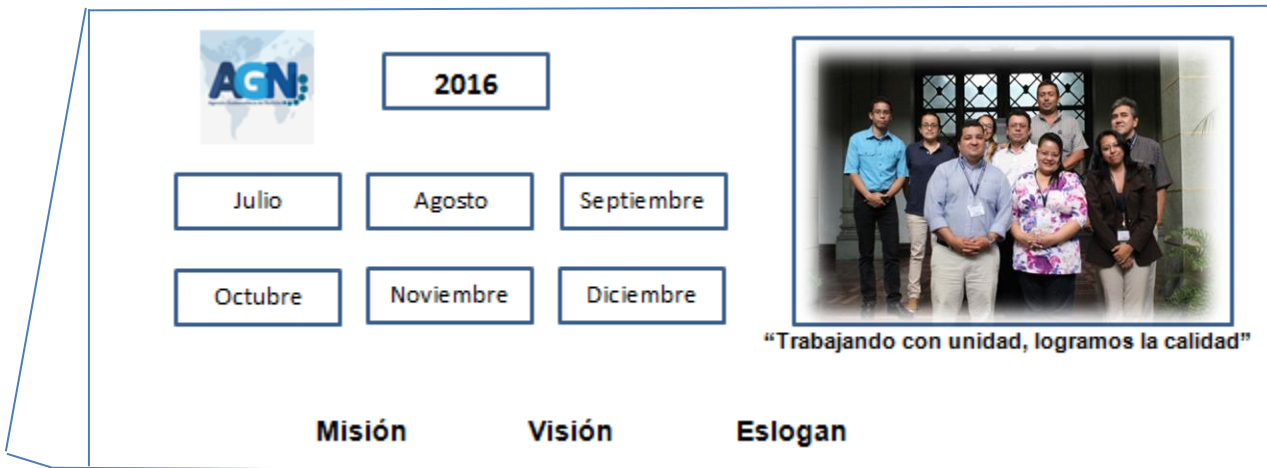 AGN
2016
Julio
Agosto
Septiembre
Octubre
Noviembre
Diciembre
“Trabajando con unidad, logramos la calidad”
Misión
Visión
Eslogan